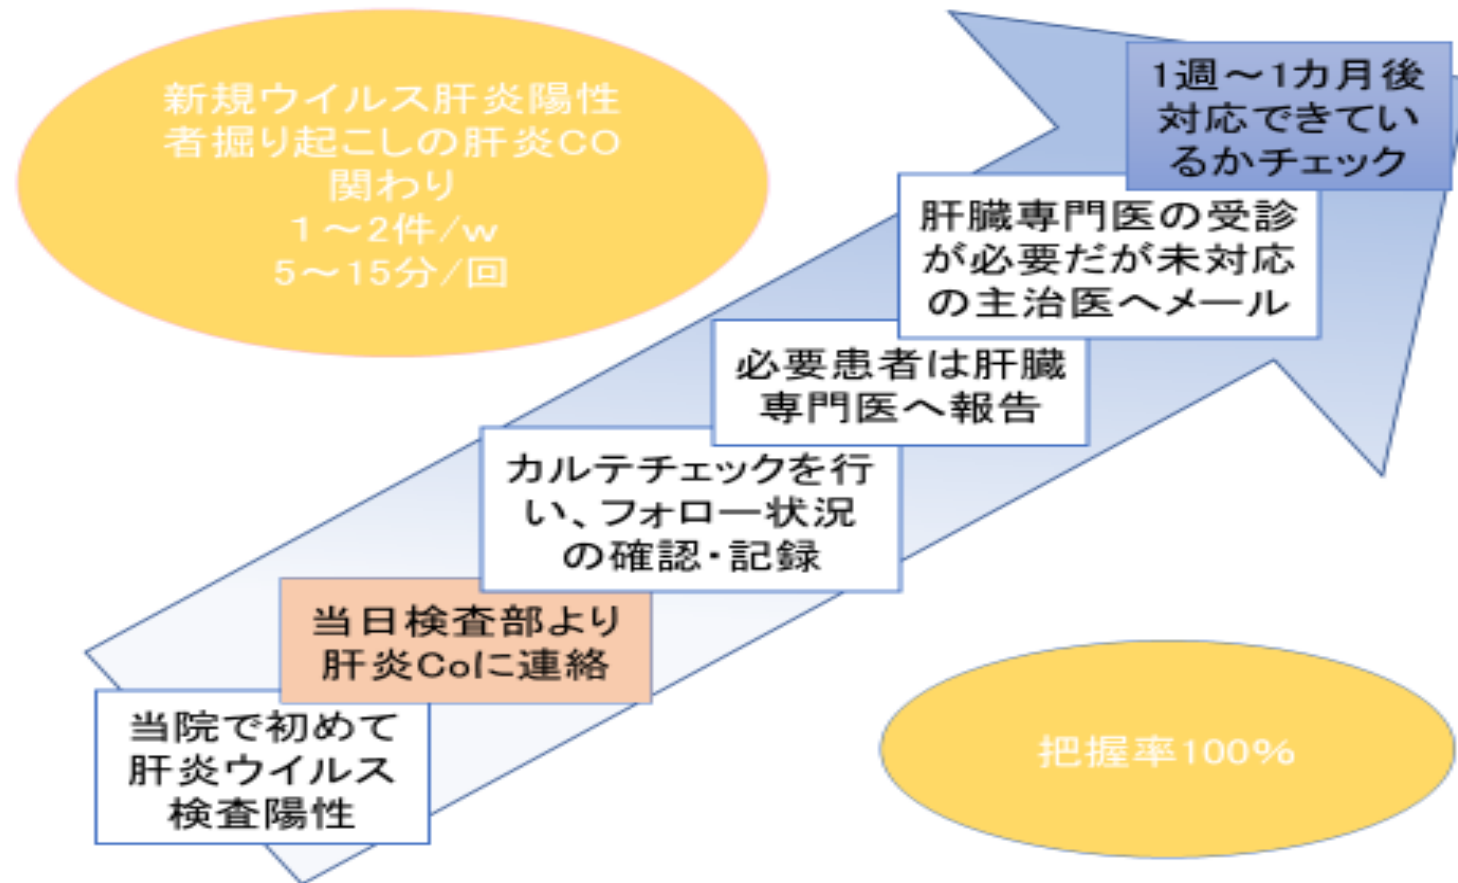 新規ウイルス肝炎陽性
者掘り起こしの肝炎CO
関わり
1～2件/w
5～15分/回
1週～1カ月後
対応できてい
るかチェック
肝臓専門医の受診
が必要だが未対応
の主治医へメール
必要患者は肝臓
専門医へ報告
カルテチェックを行
い、フォロー状況
の確認・記録
当日検査部より
肝炎Coに連絡
当院で初めて
肝炎ウイルス
検査陽性
把握率100%